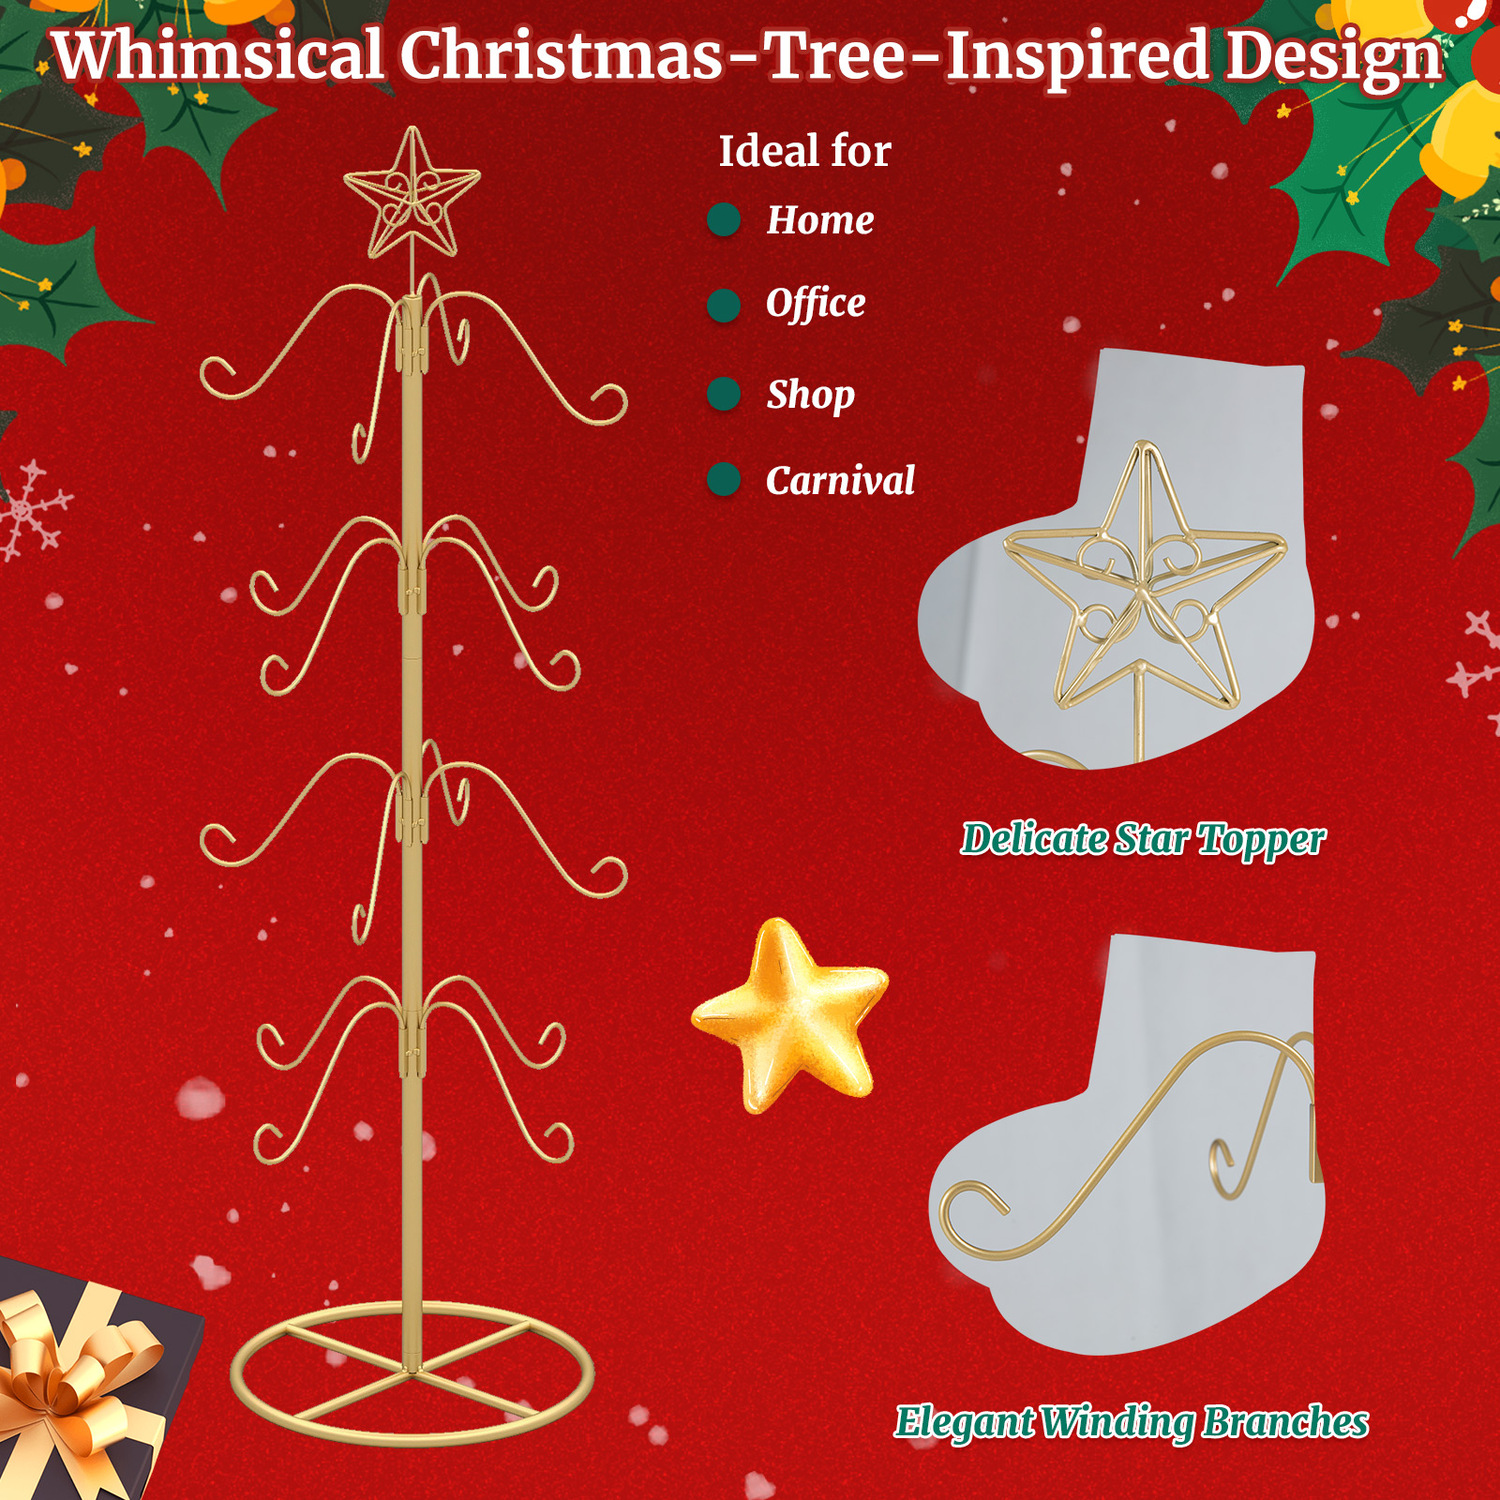 Whimsical Christmas-Tree-Inspired Design
Ideal for
Home
Office
Shop
Carnival
Delicate Star Topper
Elegant Winding Branches